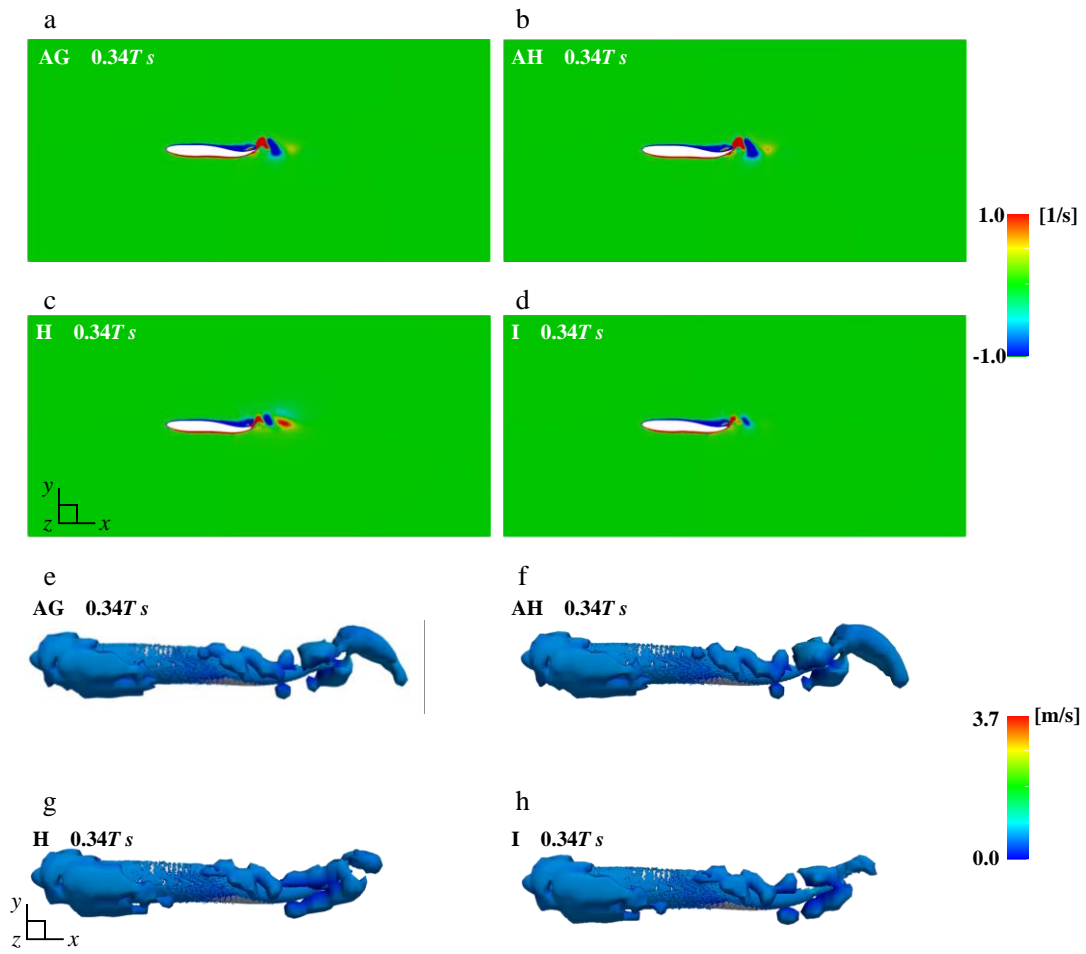 a
b
AG 0.34T s
AH 0.34T s
1.0 [1/s]
-1.0
c
d
H 0.34T s
I 0.34T s
y
z x
e
f
AG 0.34T s
AH 0.34T s
3.7 [m/s]
0.0
g
h
H 0.34T s
I 0.34T s
y
z x